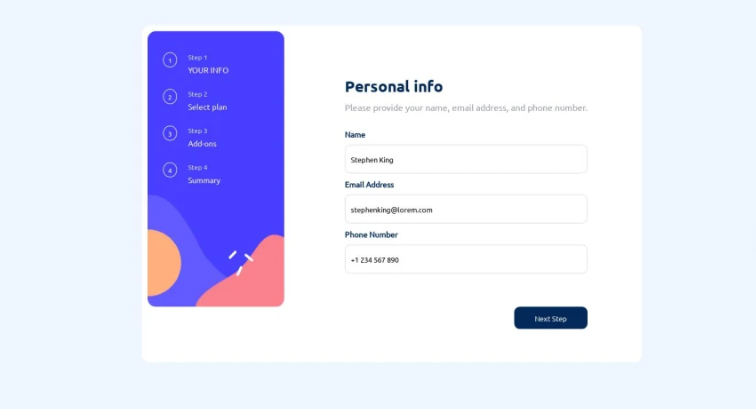 1
Step 1
YOUR INFO
2
Step 2
Select plan
3
Step 3
Add-ons
4
Step 4
Summary
Personal info
Please provide your name, email address, and phone number.
Name
Stephen King
Email Address
stephenking@lorem.com
Phone Number
+1 234 567 890
Next Step